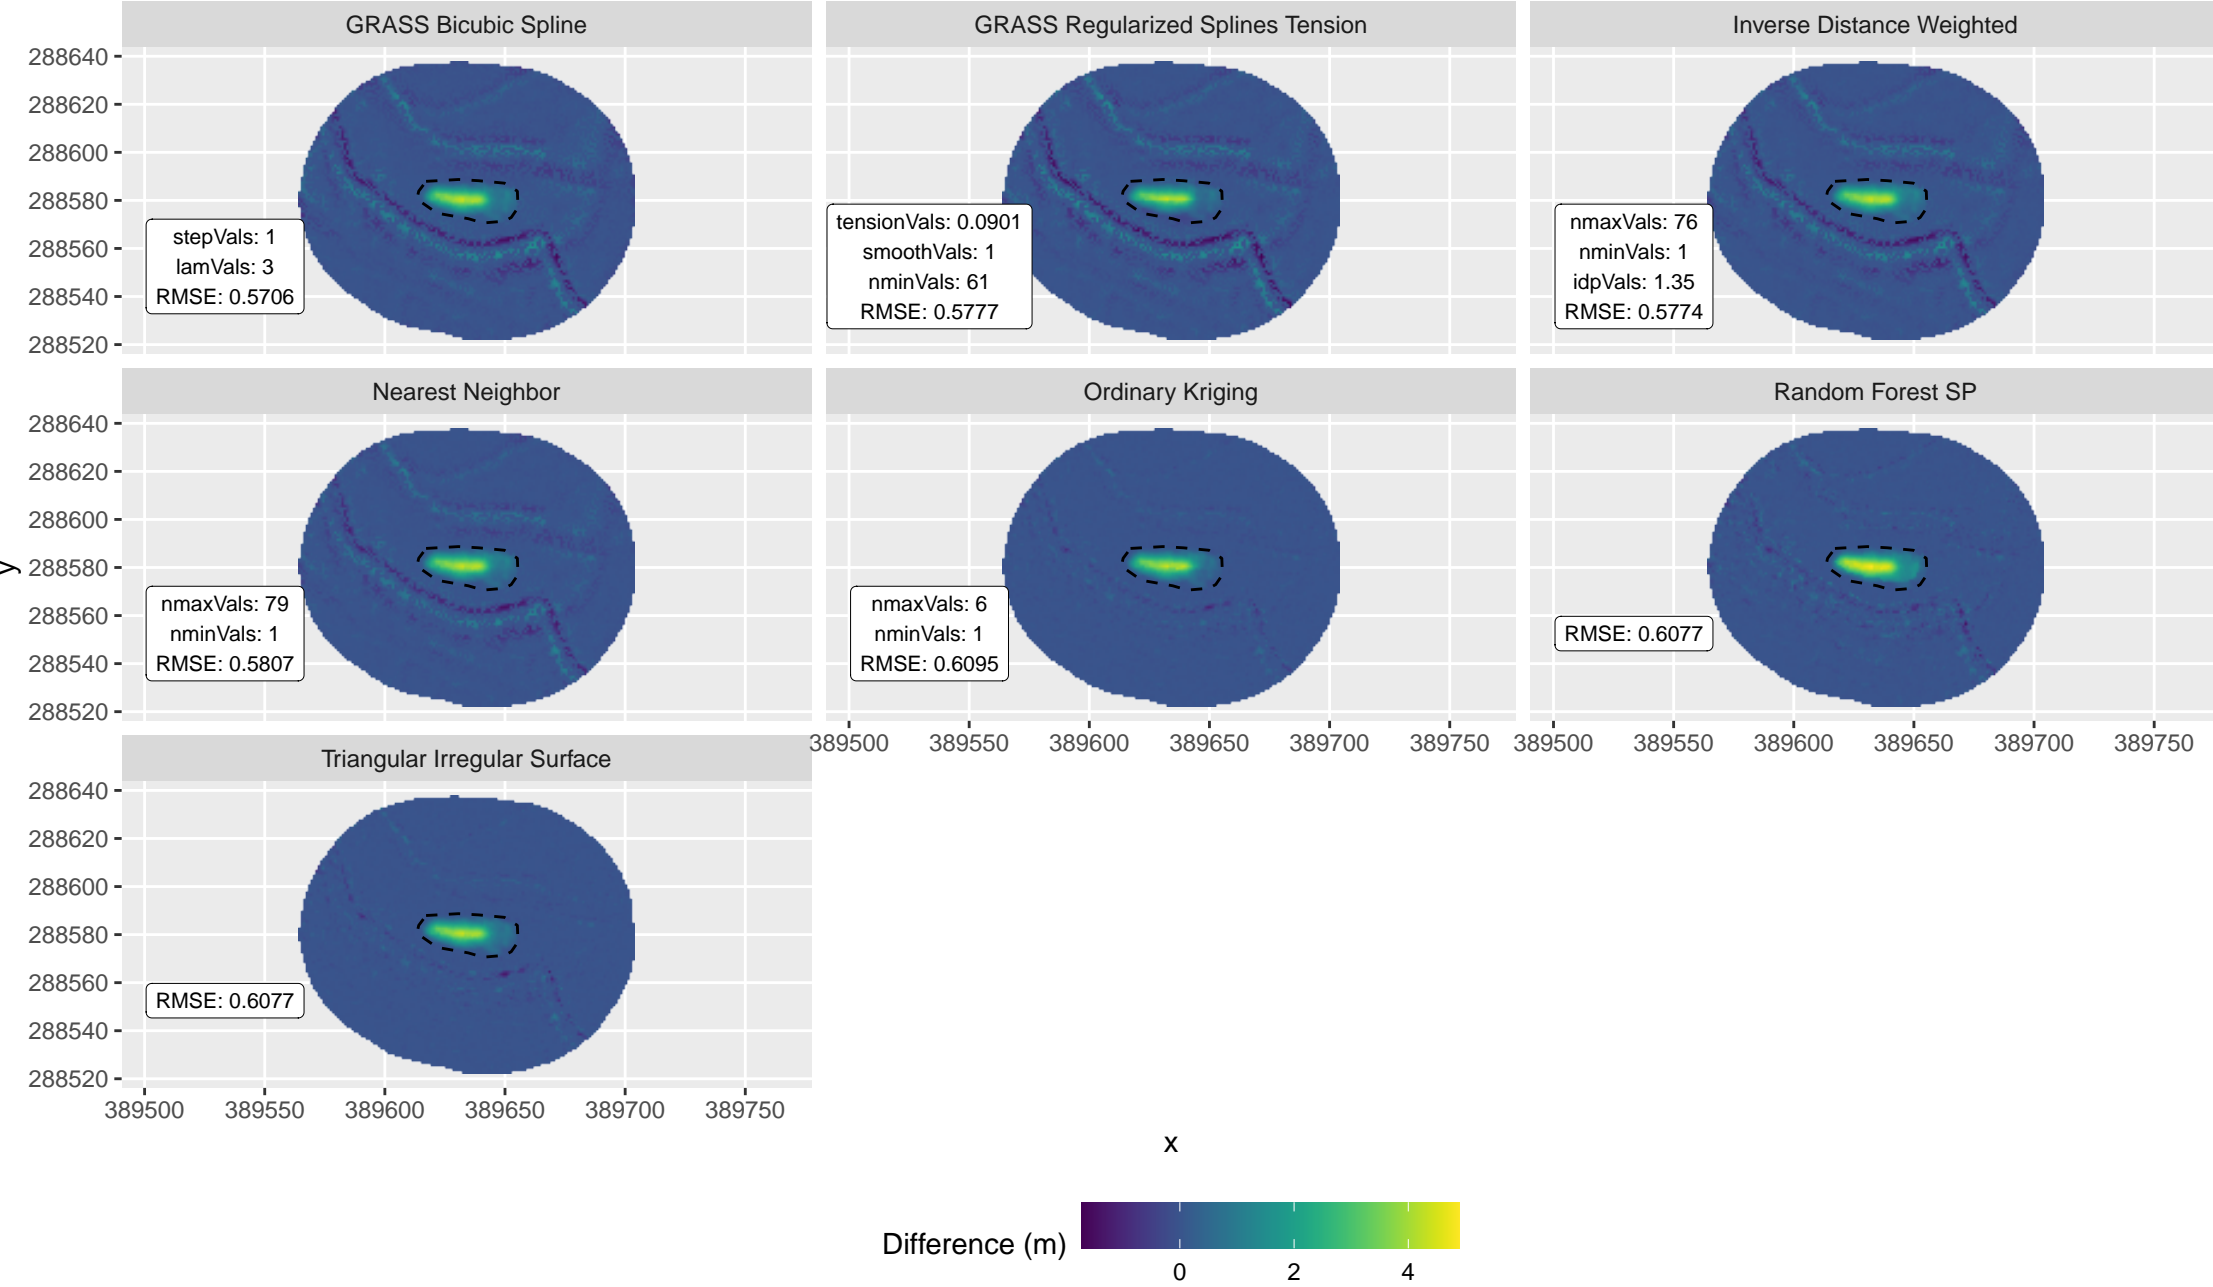 GRASS Bicubic Spline
GRASS Regularized Splines Tension
Inverse Distance Weighted
288640
288620
288600
288580
288560
288540
288520
stepVals: 1
lamVals: 3
RMSE: 0.5706
tensionVals: 0.0901
smoothVals: 1
nminVals: 61
RMSE: 0.5777
nmaxVals: 76
nminVals: 1
idpVals: 1.35
RMSE: 0.5774
Nearest Neighbor
Ordinary Kriging
Random Forest SP
288640
288620
288600
288580
288560
288540
288520
y
nmaxVals: 79
nminVals: 1
RMSE: 0.5807
nmaxVals: 6
nminVals: 1
RMSE: 0.6095
RMSE: 0.6077
389500 389550 389600 389650 389700 389750
389500 389550 389600 389650 389700 389750
Triangular Irregular Surface
288640
288620
288600
288580
288560
288540
288520
RMSE: 0.6077
389500 389550 389600 389650 389700 389750
x
Difference (m)
0 2 4